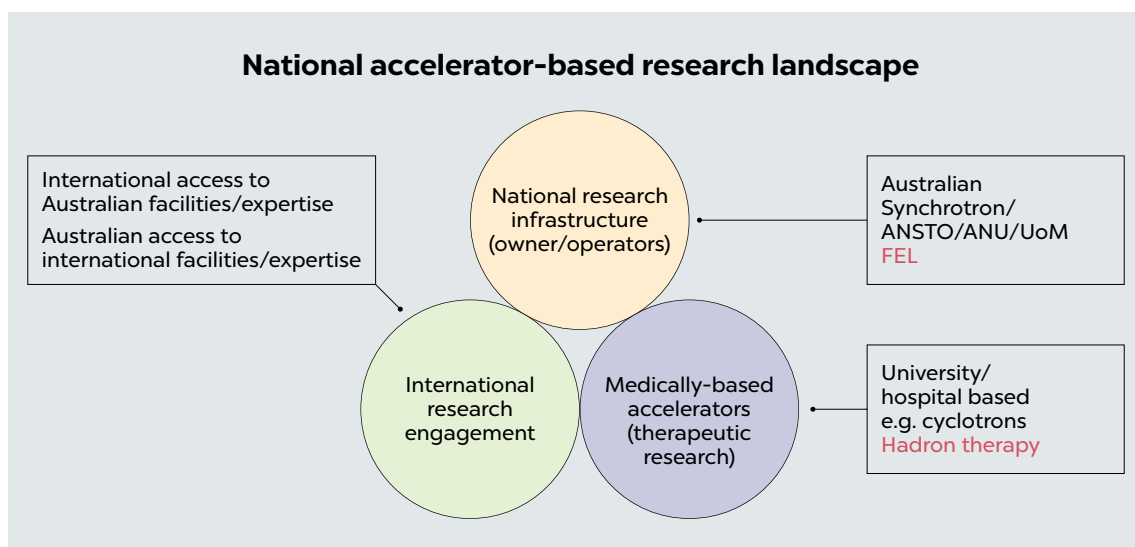 National accelerator-based research landscape
International access to
Australian facilities/expertise
Australian access to
international facilities/expertise
National research
infrastructure
(owner/operators)
Australian
Synchrotron/
ANSTO/ANU/UoM
FEL
International
research
engagement
Medically-based
accelerators
(therapeutic
research)
University/
hospital based
e.g. cyclotrons
Hadron therapy